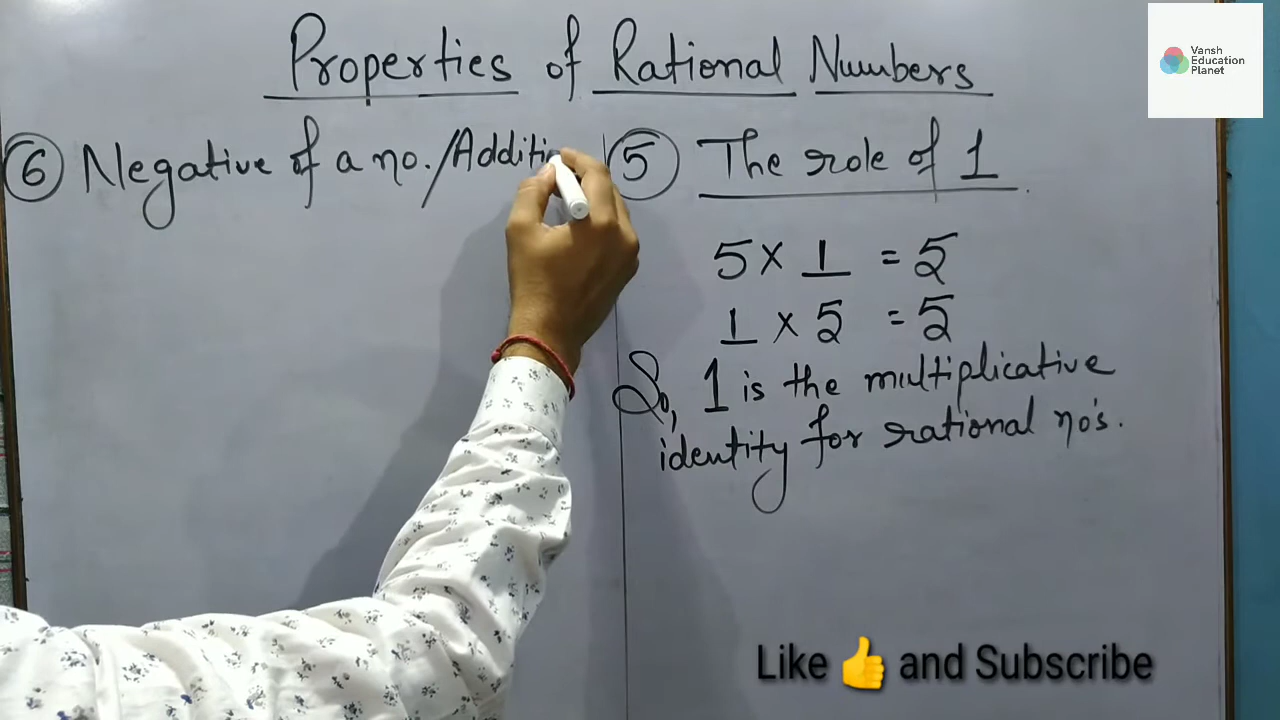 Properties of Rational Numbers
Vansh
Education
Planet
6 Negative of a no./Additi
5 The role of 1
5 × 1 = 5
1 × 5 = 5
So, 1 is the multiplicative
identity for rational no's.
Like 👍 and Subscribe